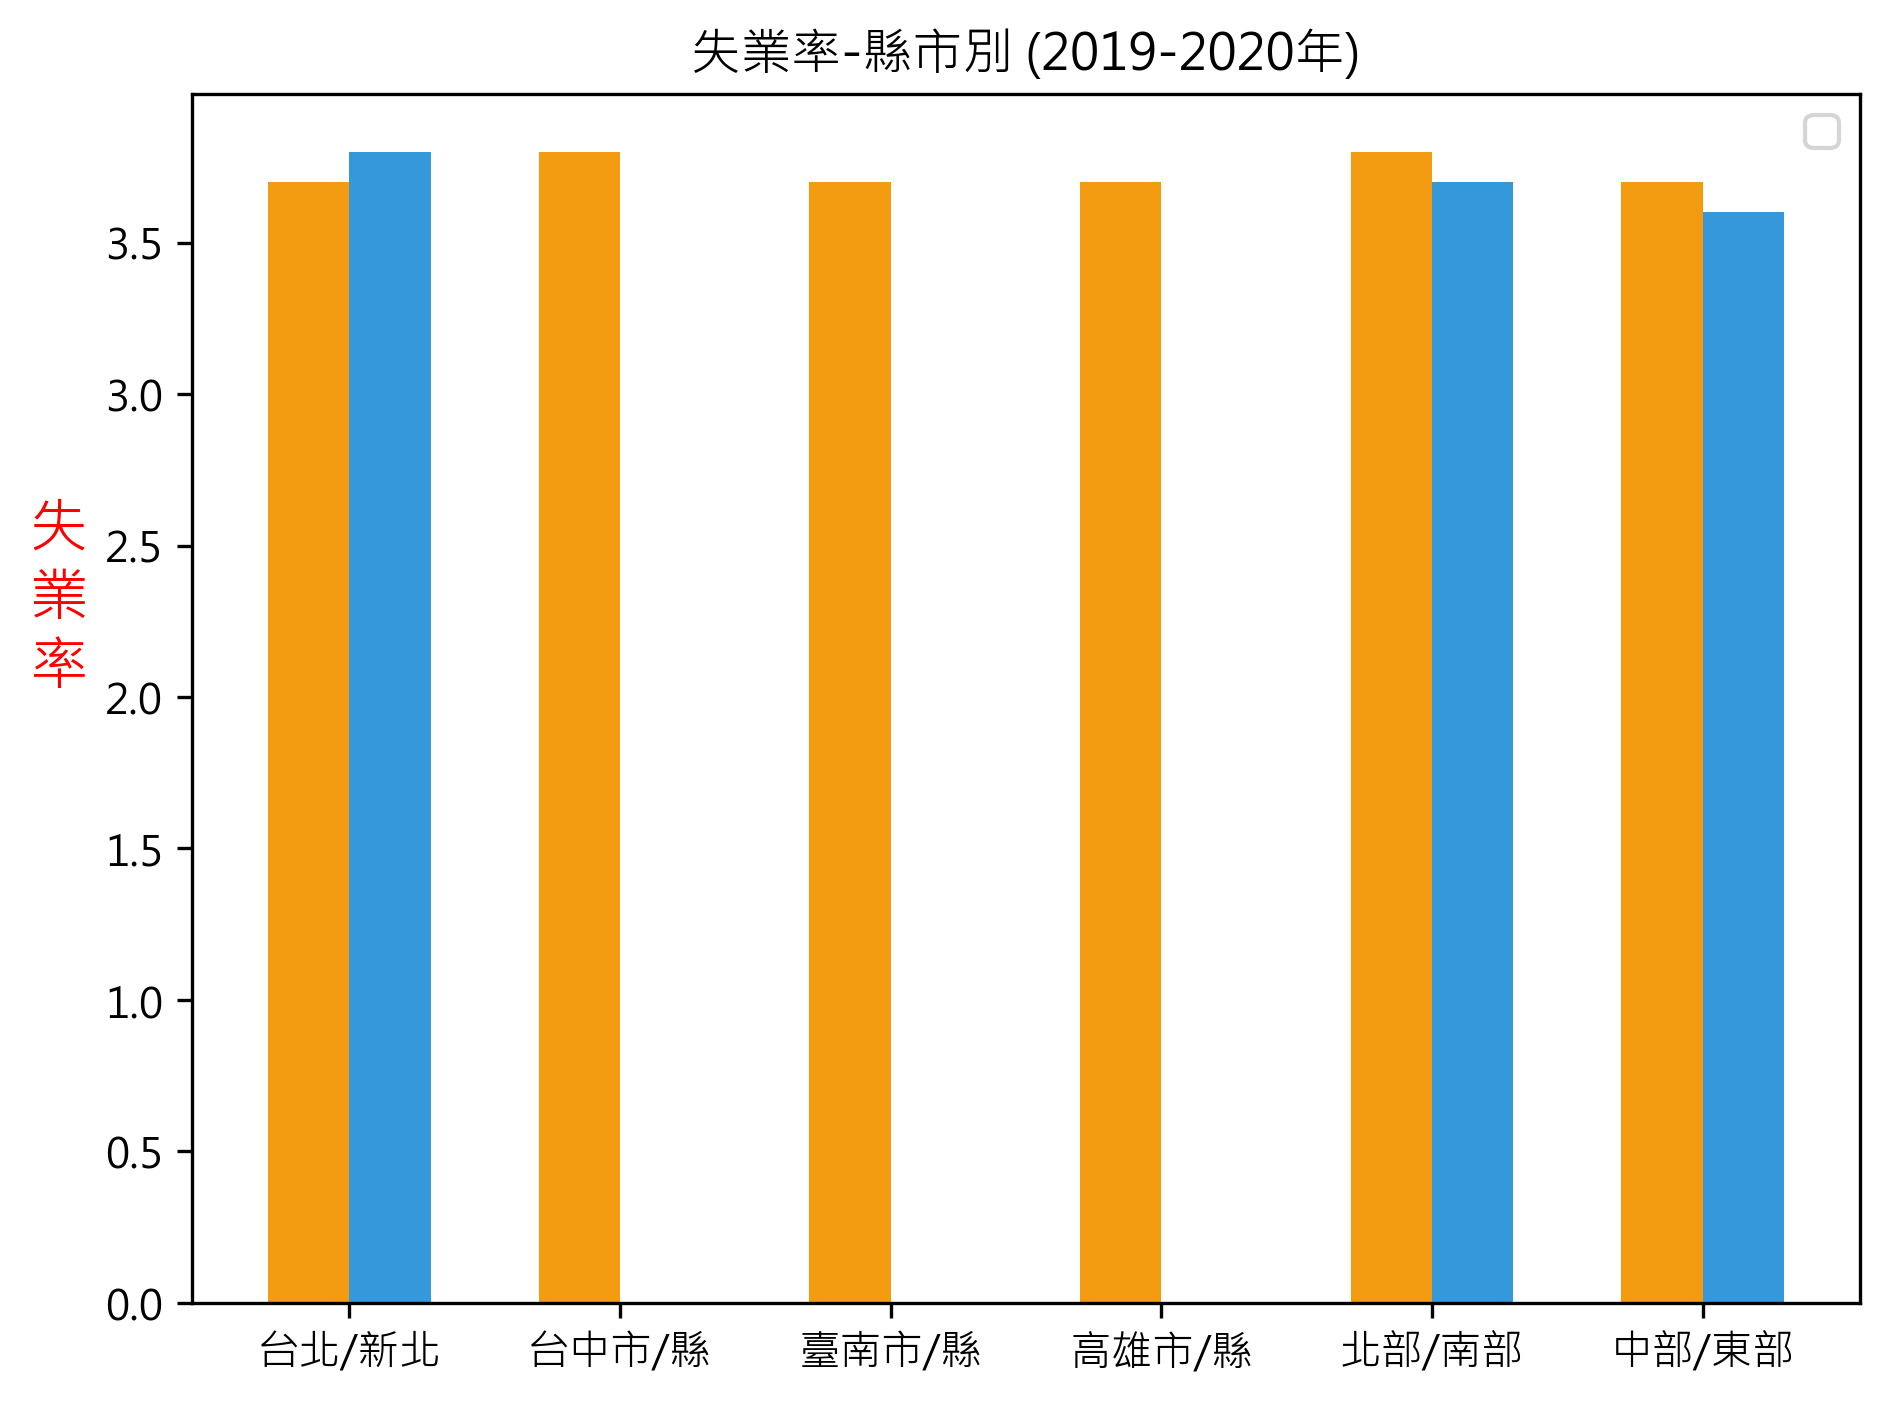 失業率-縣市別 (2019-2020年)
失
業
率
3.5
3.0
2.5
2.0
1.5
1.0
0.5
0.0
台北/新北
台中市/縣
臺南市/縣
高雄市/縣
北部/南部
中部/東部